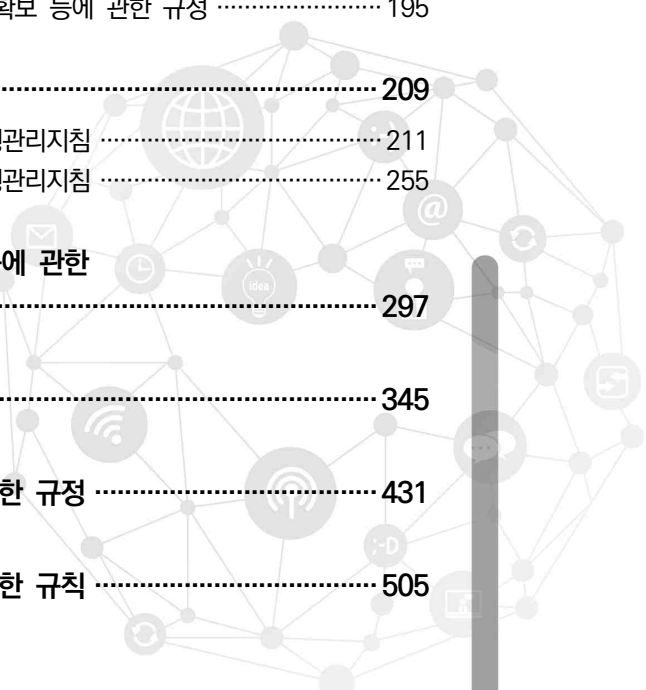 확보 등에 관한 규정 ························ 195
········································································ 209
관리지침 ········································ 211
관리지침 ········································ 255
에 관한
········································································ 297
········································································ 345
한 규정 ········································ 431
한 규칙 ········································ 505
idea
@
:-)
:-D